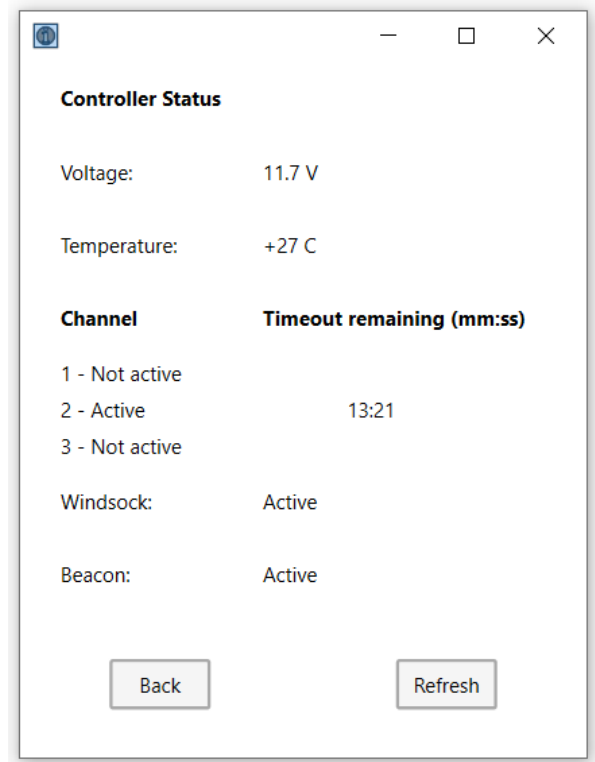 Controller Status
Voltage: 11.7 V
Temperature: +27 C
Channel Timeout remaining (mm:ss)
1 - Not active
2 - Active 13:21
3 - Not active
Windsock: Active
Beacon: Active
Back Refresh